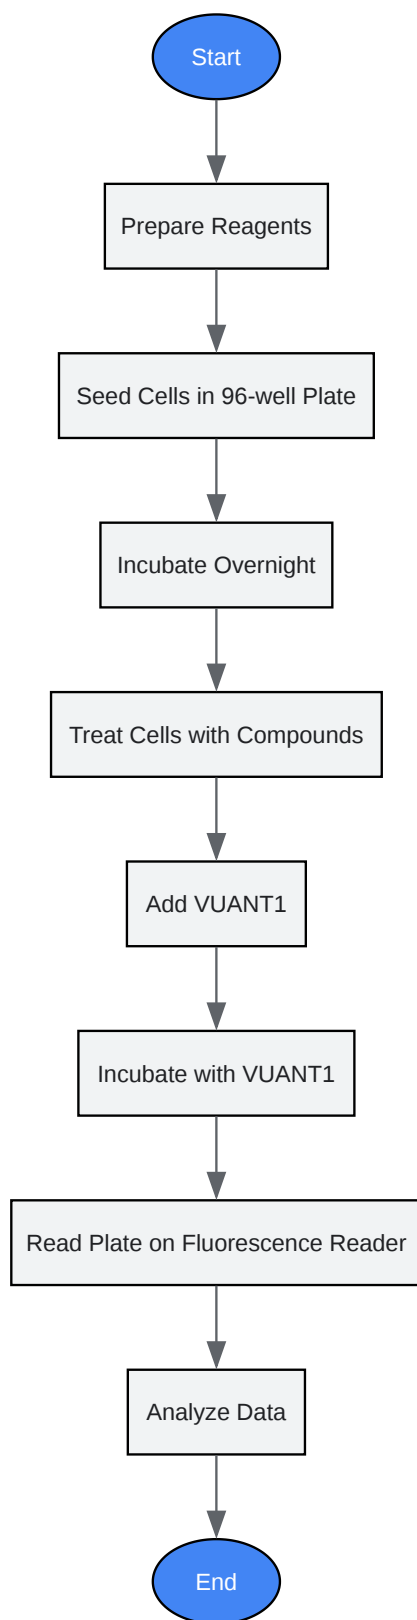 Start
Prepare Reagents
Seed Cells in 96-well Plate
Incubate Overnight
Treat Cells with Compounds
Add VUANT1
Incubate with VUANT1
Read Plate on Fluorescence Reader
Analyze Data
End